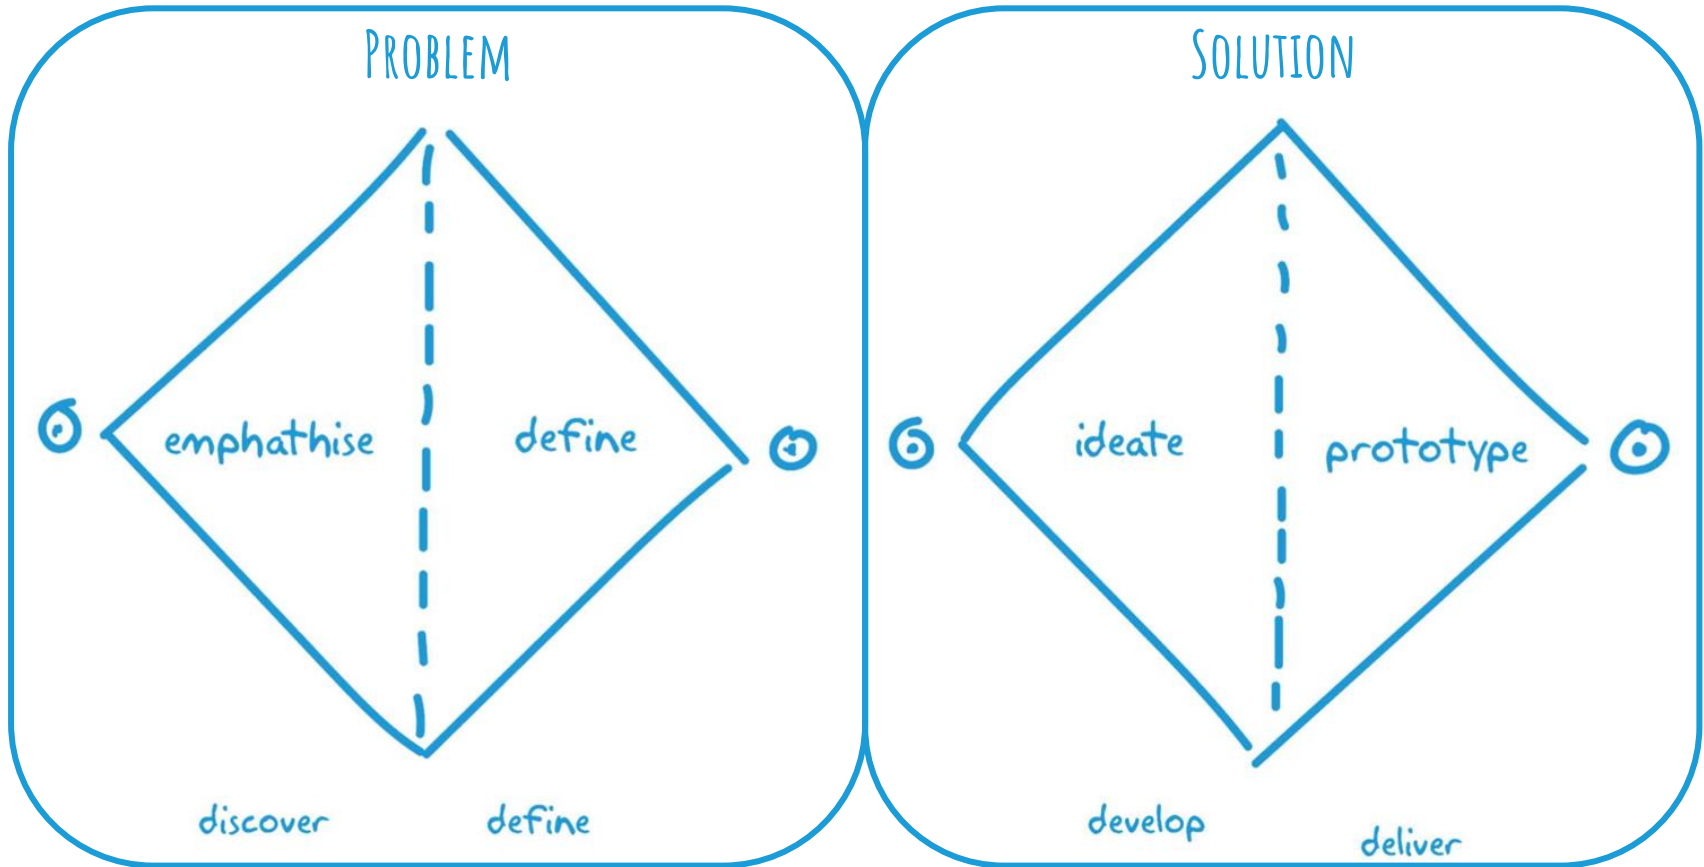 PROBLEM
emphathise
define
discover
define
SOLUTION
ideate
prototype
develop
deliver